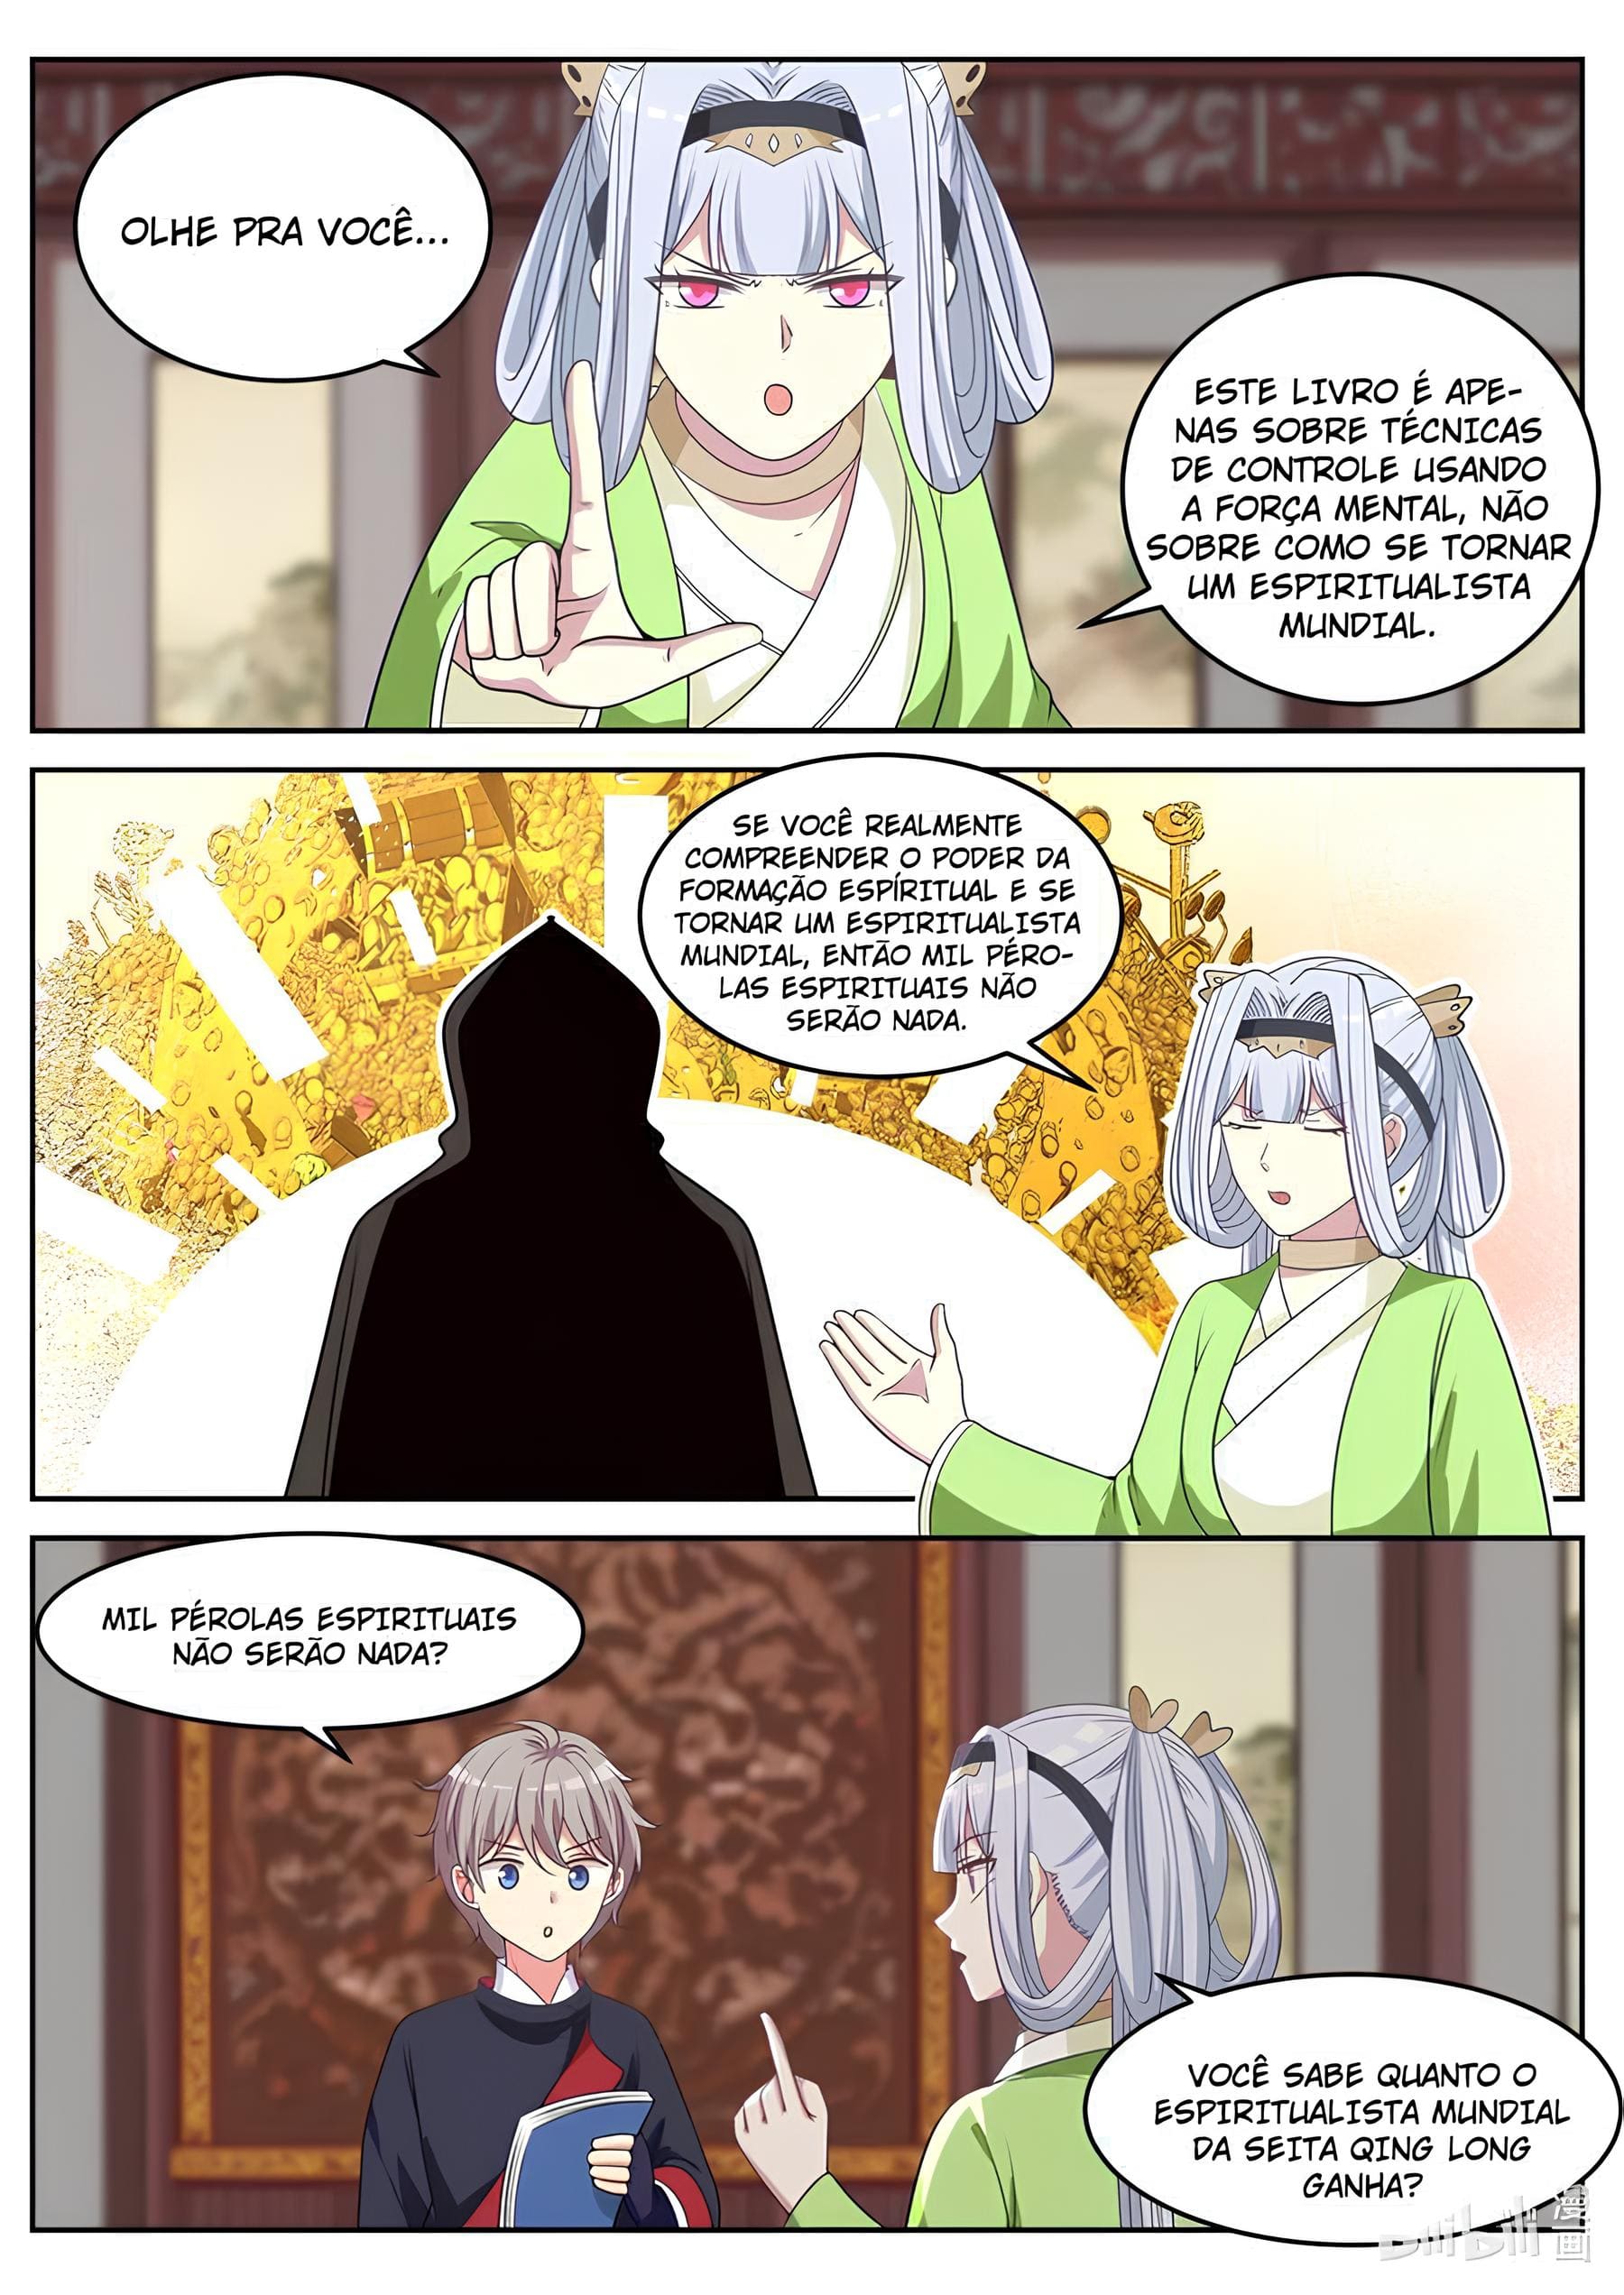 OLHE PRA VOCÊ...
ESTE LIVRO É APE-
NAS SOBRE TÉCNICAS
DE CONTROLE USANDO
A FORÇA MENTAL, NÃO
SOBRE COMO SE TORNAR
UM ESPIRITUALISTA
MUNDIAL.
SE VOCÊ REALMENTE
COMPREENDER O PODER DA
FORMAÇÃO ESPÍRITUAL E SE
TORNAR UM ESPIRITUALISTA
MUNDIAL, ENTÃO MIL PÉRO-
LAS ESPIRITUAIS NÃO
SERÃO NADA.
MIL PÉROLAS ESPIRITUAIS
NÃO SERÃO NADA?
VOCÊ SABE QUANTO O
ESPIRITUALISTA MUNDIAL
DA SEITA QING LONG
GANHA?
bilibili 漫画